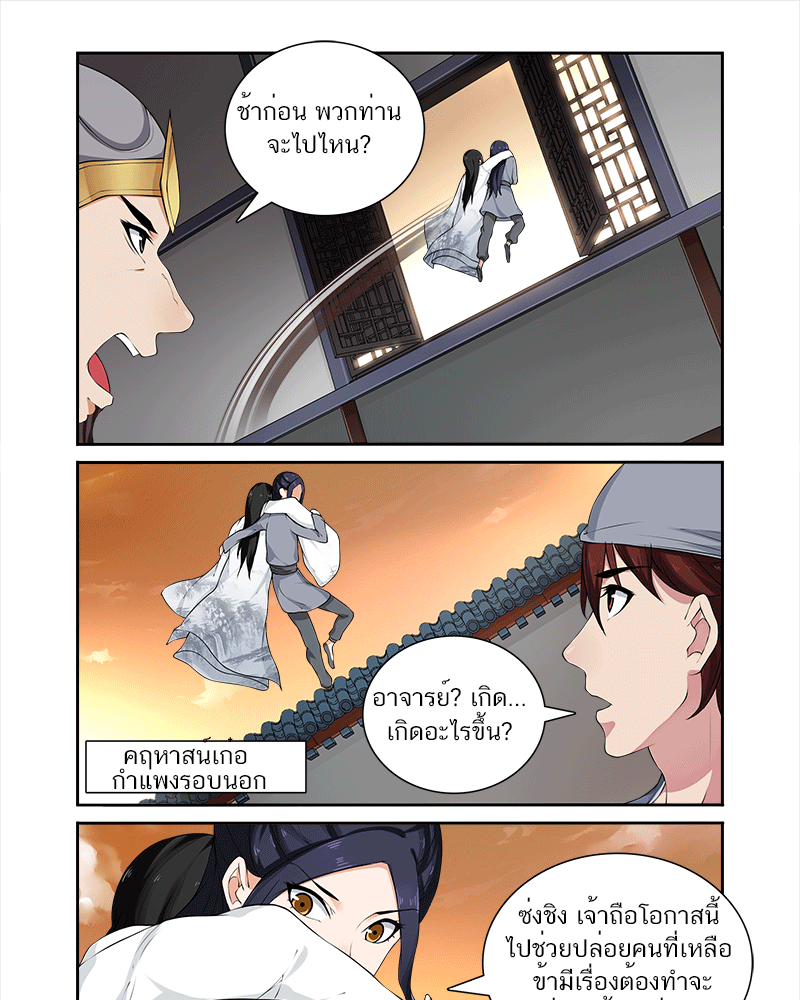 ช้าก่อน พวกท่าน
จะไปไหน?
อาจารย์? เกิด...
เกิดอะไรขึ้น?
คฤหาสน์เกอ
กำแพงรอบนอก
ซ่งชิง เจ้าถือโอกาสนี้
ไปช่วยปล่อยคนที่เหลือ
ข้ามีเรื่องต้องทำจะ